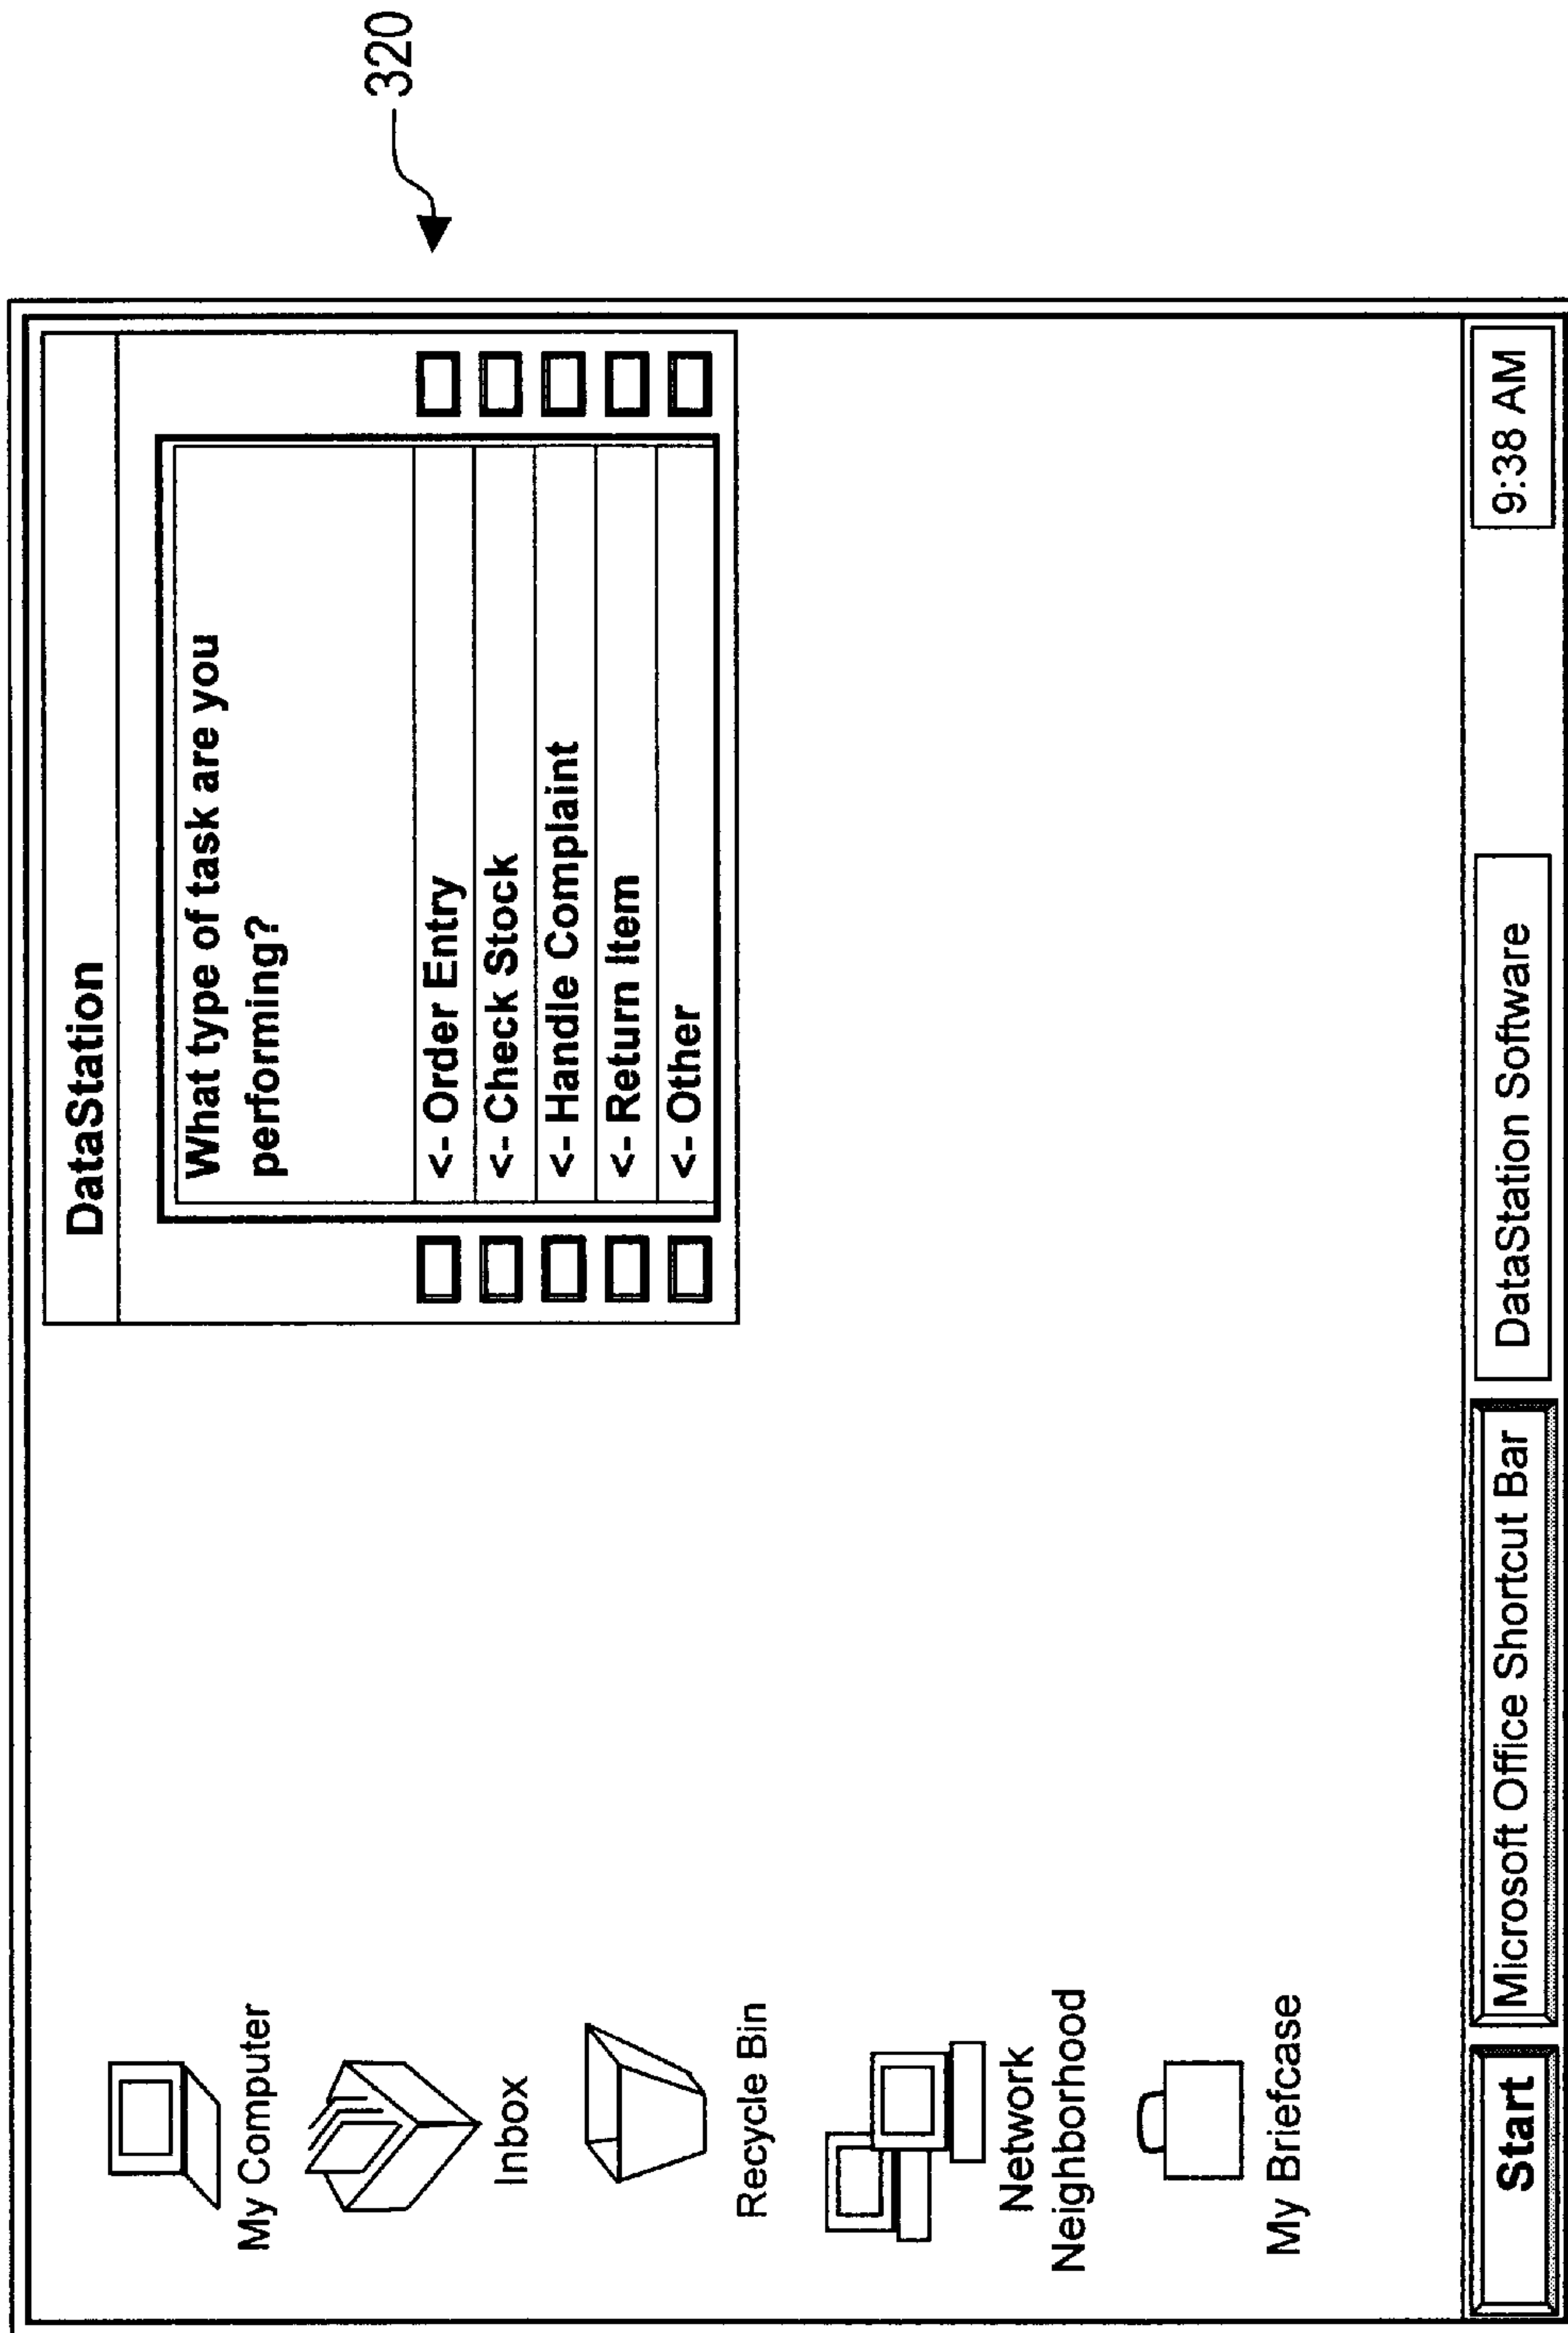 320
DataStation
What type of task are you
performing?
<- Order Entry
<- Check Stock
<- Handle Complaint
<- Return Item
<- Other
My Computer
Inbox
Recycle Bin
Network
Neighborhood
My Briefcase
Start
Microsoft Office Shortcut Bar
DataStation Software
9:38 AM